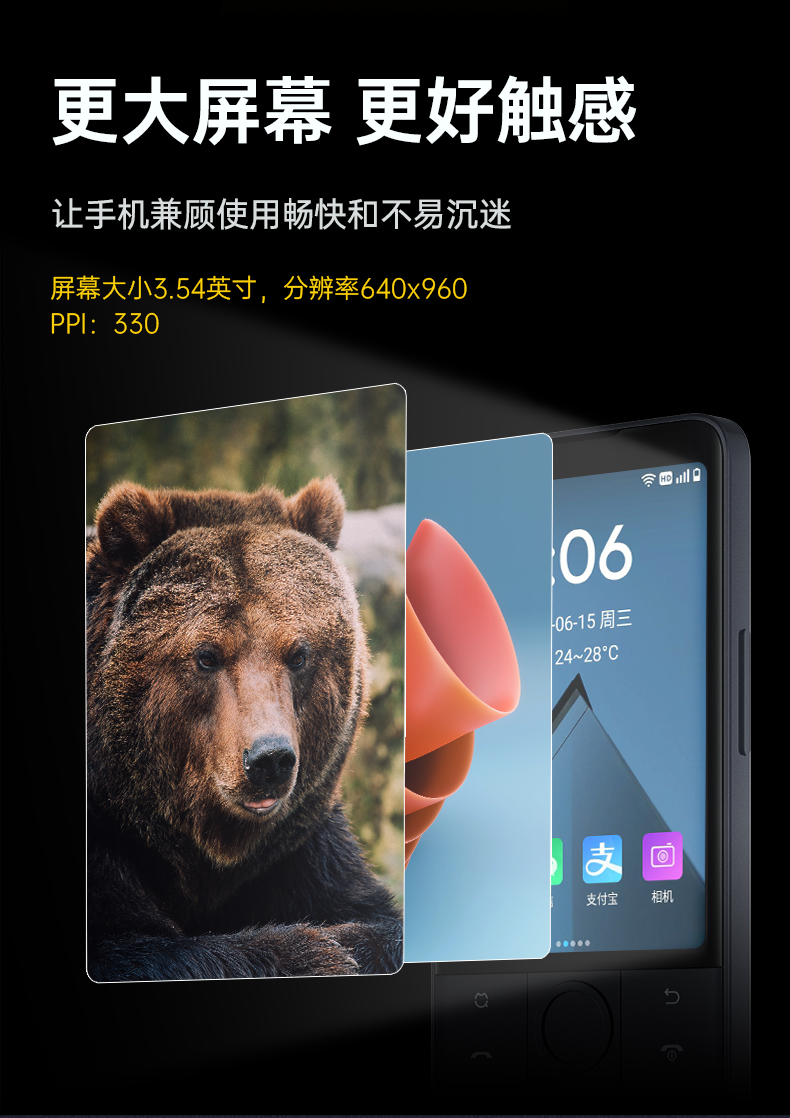 更大屏幕 更好触感
让手机兼顾使用畅快和不易沉迷
屏幕大小3.54英寸，分辨率640x960
PPI：330
HD
:06
-06-15 周三
24~28°C
支付宝
相机